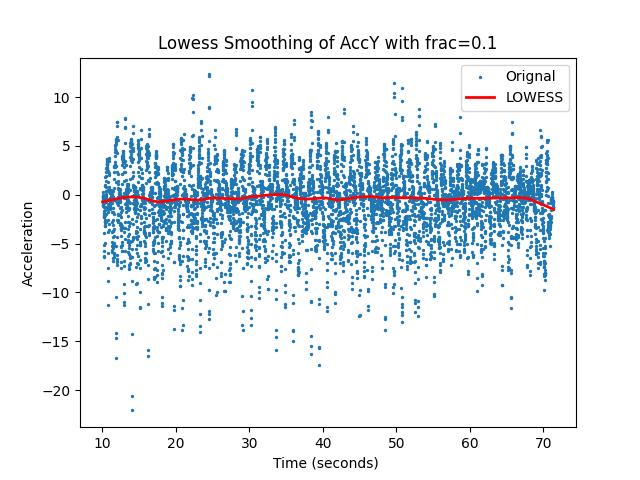 Lowess Smoothing of AccY with frac=0.1
Orignal
LOWESS
10
5
0
−5
−10
−15
−20
Acceleration
10 20 30 40 50 60 70
Time (seconds)